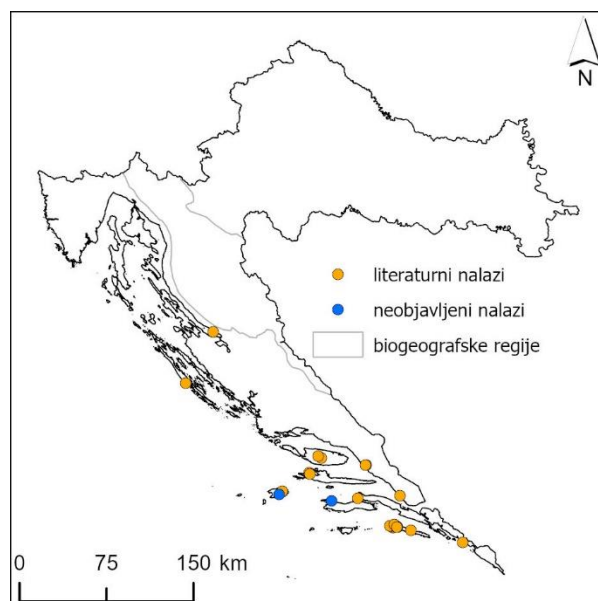 N
literaturni nalazi
neobjavljeni nalazi
biogeografske regije
0 75 150 km